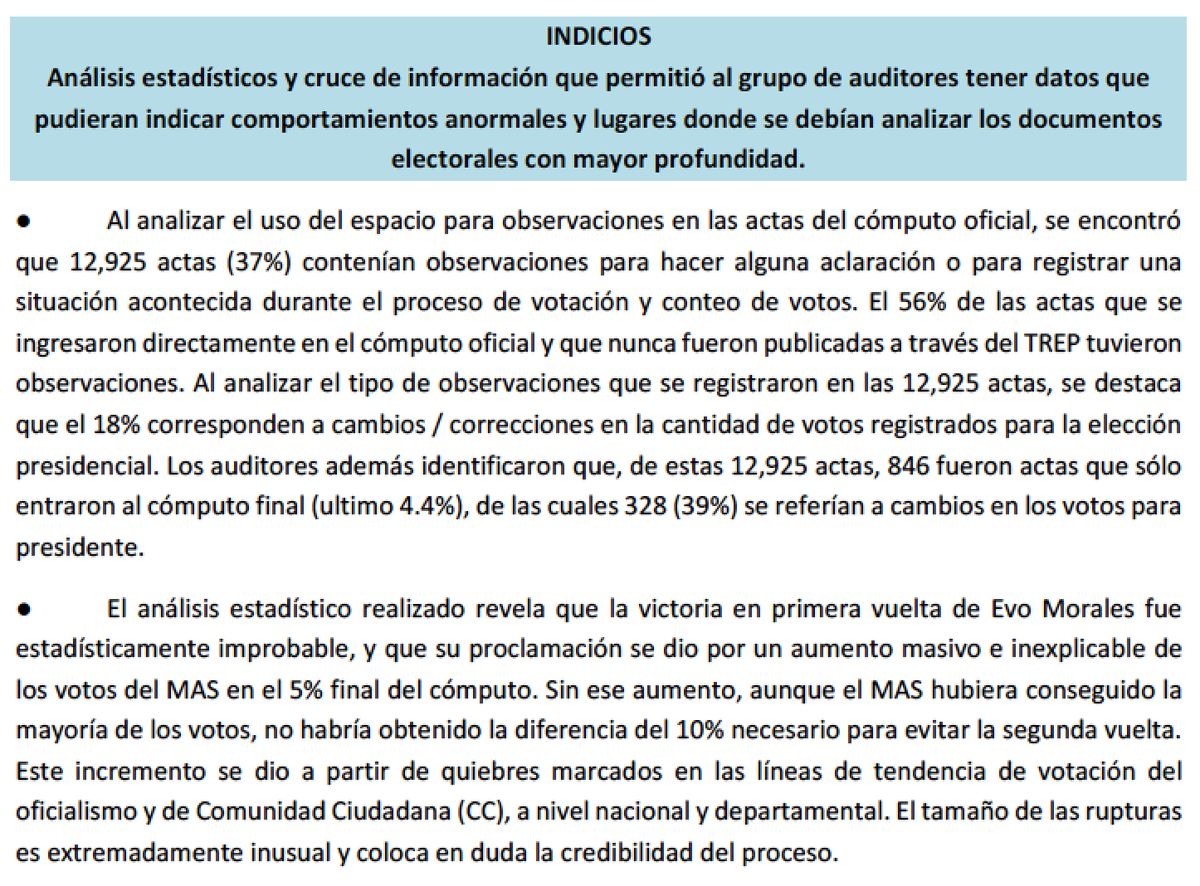 INDICIOS
Análisis estadísticos y cruce de información que permitió al grupo de auditores tener datos que
pudieran indicar comportamientos anormales y lugares donde se debían analizar los documentos
electorales con mayor profundidad.
● Al analizar el uso del espacio para observaciones en las actas del cómputo oficial, se encontró
que 12,925 actas (37%) contenían observaciones para hacer alguna aclaración o para registrar una
situación acontecida durante el proceso de votación y conteo de votos. El 56% de las actas que se
ingresaron directamente en el cómputo oficial y que nunca fueron publicadas a través del TREP tuvieron
observaciones. Al analizar el tipo de observaciones que se registraron en las 12,925 actas, se destaca
que el 18% corresponden a cambios / correcciones en la cantidad de votos registrados para la elección
presidencial. Los auditores además identificaron que, de estas 12,925 actas, 846 fueron actas que sólo
entraron al cómputo final (ultimo 4.4%), de las cuales 328 (39%) se referían a cambios en los votos para
presidente.
● El análisis estadístico realizado revela que la victoria en primera vuelta de Evo Morales fue
estadísticamente improbable, y que su proclamación se dio por un aumento masivo e inexplicable de
los votos del MAS en el 5% final del cómputo. Sin ese aumento, aunque el MAS hubiera conseguido la
mayoría de los votos, no habría obtenido la diferencia del 10% necesario para evitar la segunda vuelta.
Este incremento se dio a partir de quiebres marcados en las líneas de tendencia de votación del
oficialismo y de Comunidad Ciudadana (CC), a nivel nacional y departamental. El tamaño de las rupturas
es extremadamente inusual y coloca en duda la credibilidad del proceso.